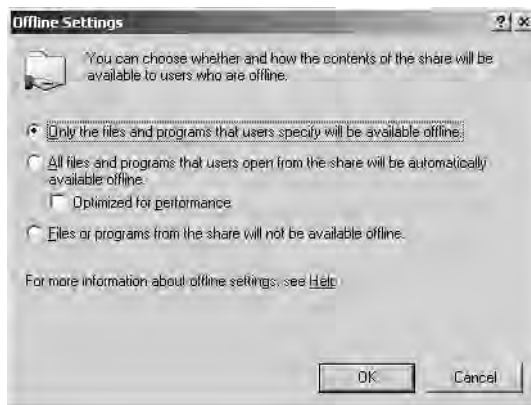 Offline Settings
You can choose whether and how the contents of the share will be
available to users who are offline.
Only the files and programs that users specify will be available offline.
All files and programs that users open from the share will be automatically
available offline.
Optimized for performance
Files or programs from the share will not be available offline.
For more information about offline settings, see Help
OK
Cancel